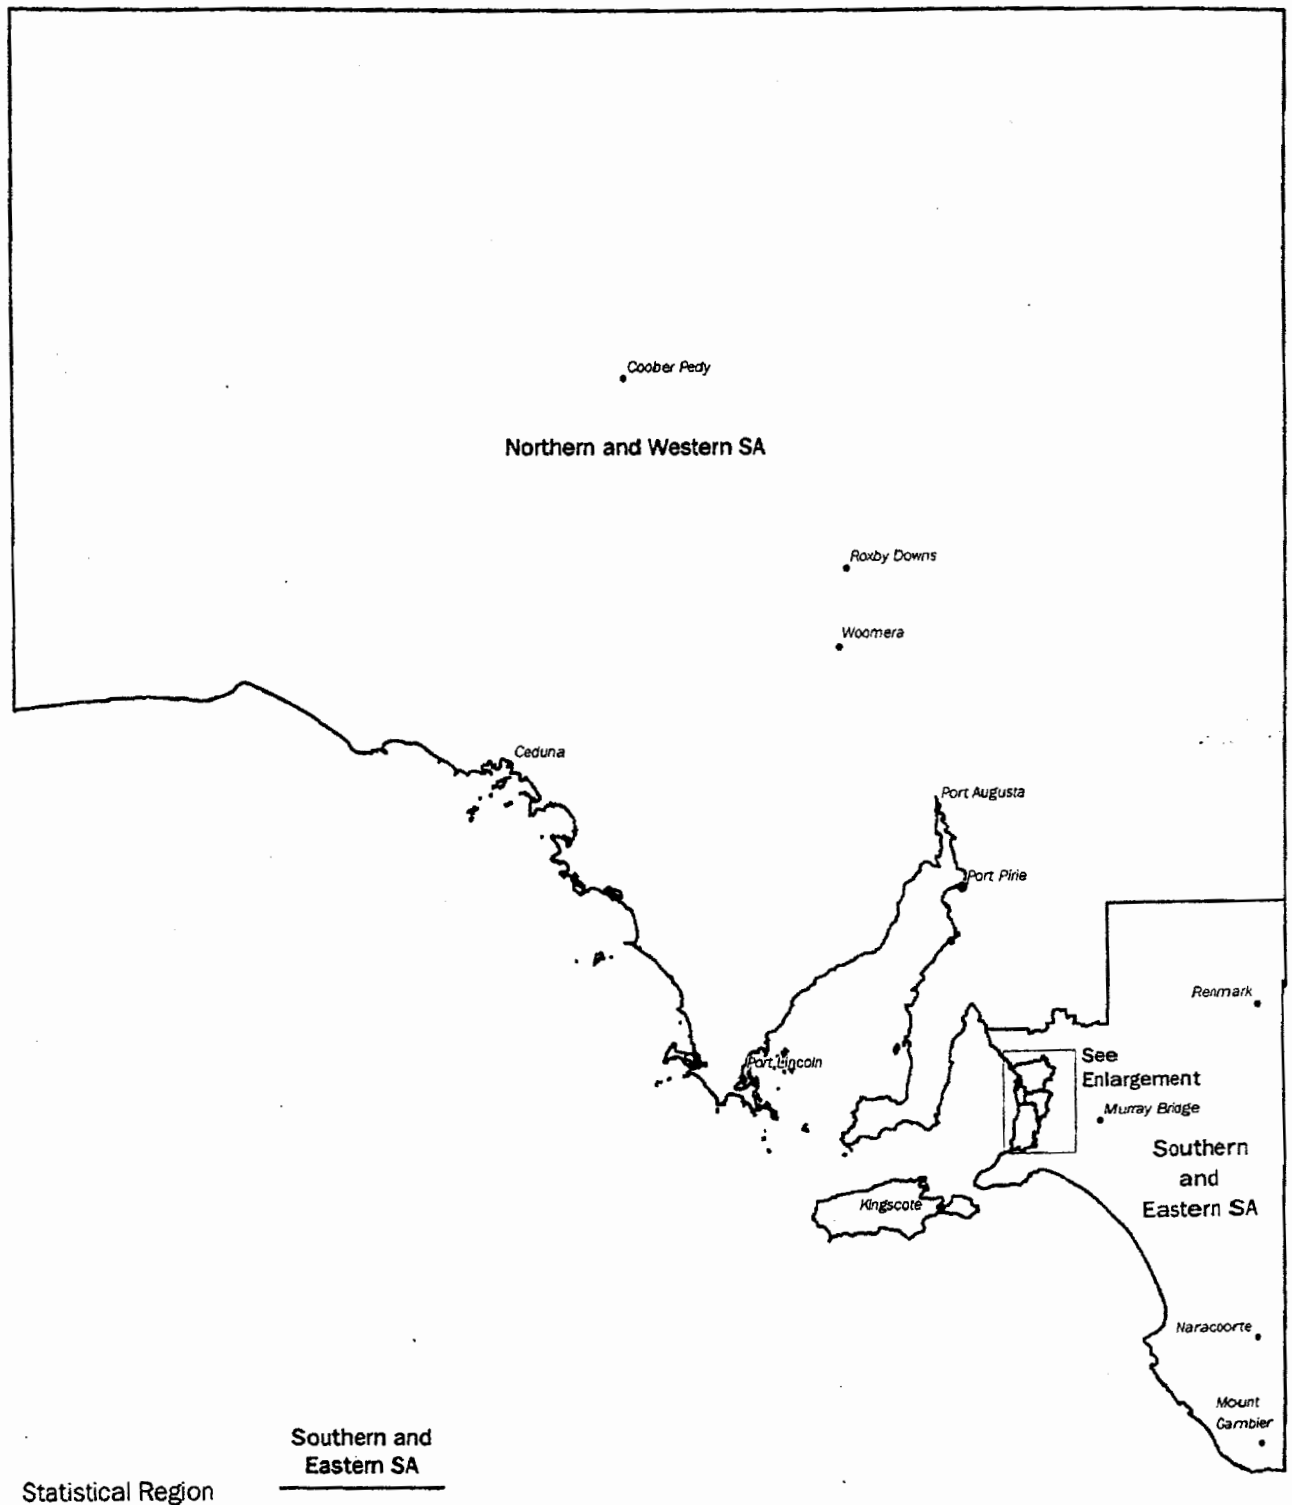 Coober Pedy
Northern and Western SA
Roxby Downs
Woomera
Ceduna
Port Augusta
Port Pirie
Renmark
See
Enlargement
Port Lincoln
Murray Bridge
Southern
and
Eastern SA
Kingscote
Naracoorte
Mount
Gambier
Southern and
Eastern SA
Statistical Region